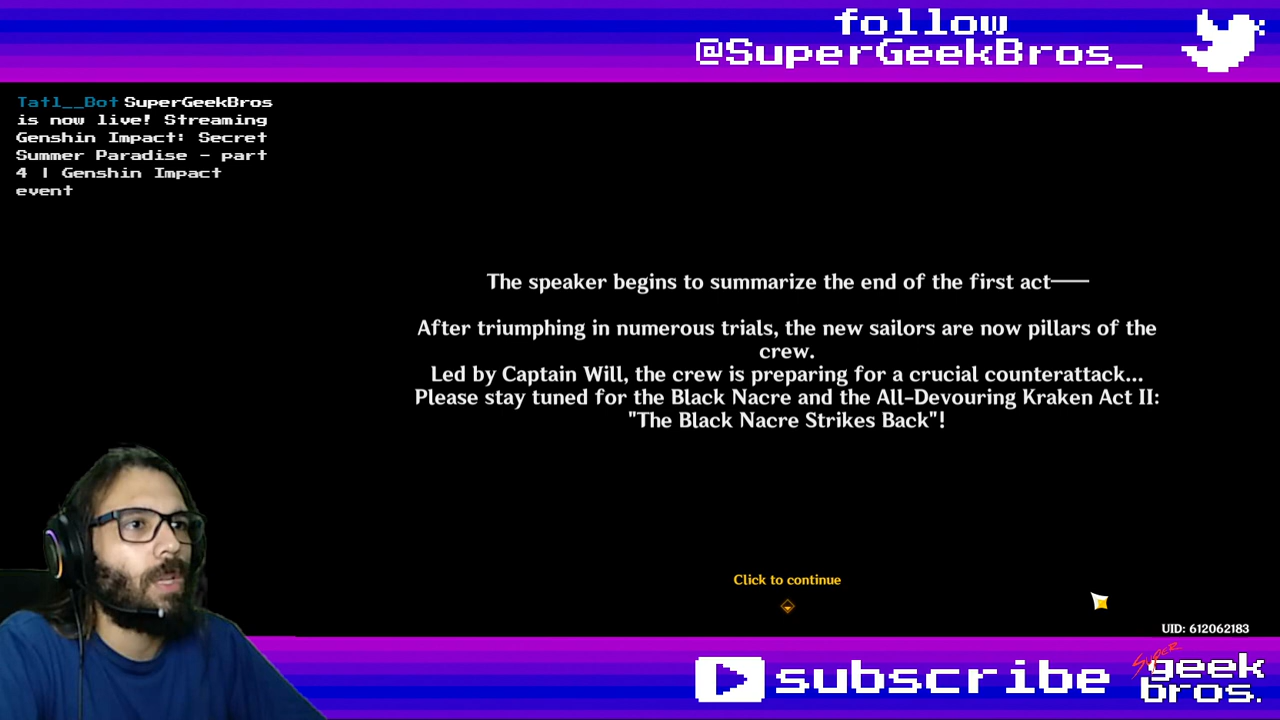 follow
@SuperGeekBros_
Tatl__Bot SuperGeekBros
is now live! Streaming
Genshin Impact: Secret
Summer Paradise - part
4 | Genshin Impact
event
The speaker begins to summarize the end of the first act——
After triumphing in numerous trials, the new sailors are now pillars of the
crew.
Led by Captain Will, the crew is preparing for a crucial counterattack...
Please stay tuned for the Black Nacre and the All-Devouring Kraken Act II:
"The Black Nacre Strikes Back"!
Click to continue
UID: 612062183
subscribe
super
geek
bros.